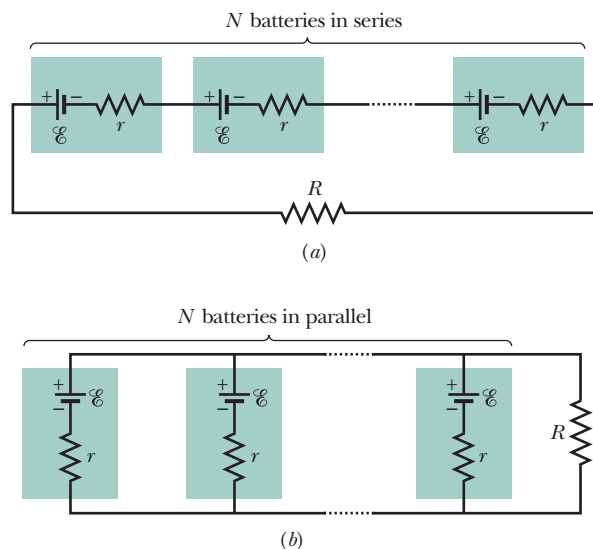 N batteries in series
+ − + − + −
r r r
ℰ ℰ ℰ
R
(a)
N batteries in parallel
+ + +
ℰ ℰ ℰ
− − −
R
r r r
(b)